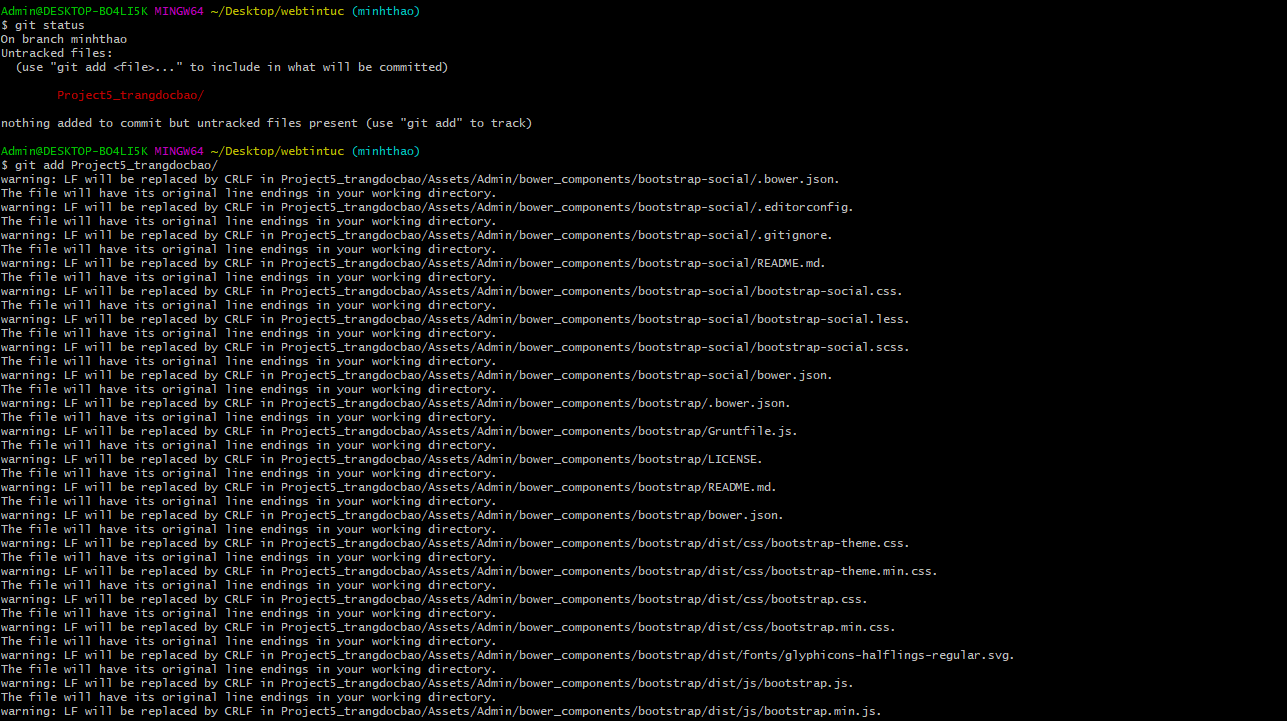 Admin@DESKTOP-BO4LI5K MINGW64 ~/Desktop/webtintuc (minhthao)
$ git status
On branch minhthao
Untracked files:
  (use "git add <file>..." to include in what will be committed)

        Project5_trangdocbao/

nothing added to commit but untracked files present (use "git add" to track)

Admin@DESKTOP-BO4LI5K MINGW64 ~/Desktop/webtintuc (minhthao)
$ git add Project5_trangdocbao/
warning: LF will be replaced by CRLF in Project5_trangdocbao/Assets/Admin/bower_components/bootstrap-social/.bower.json.
The file will have its original line endings in your working directory.
warning: LF will be replaced by CRLF in Project5_trangdocbao/Assets/Admin/bower_components/bootstrap-social/.editorconfig.
The file will have its original line endings in your working directory.
warning: LF will be replaced by CRLF in Project5_trangdocbao/Assets/Admin/bower_components/bootstrap-social/.gitignore.
The file will have its original line endings in your working directory.
warning: LF will be replaced by CRLF in Project5_trangdocbao/Assets/Admin/bower_components/bootstrap-social/README.md.
The file will have its original line endings in your working directory.
warning: LF will be replaced by CRLF in Project5_trangdocbao/Assets/Admin/bower_components/bootstrap-social/bootstrap-social.css.
The file will have its original line endings in your working directory.
warning: LF will be replaced by CRLF in Project5_trangdocbao/Assets/Admin/bower_components/bootstrap-social/bootstrap-social.less.
The file will have its original line endings in your working directory.
warning: LF will be replaced by CRLF in Project5_trangdocbao/Assets/Admin/bower_components/bootstrap-social/bootstrap-social.scss.
The file will have its original line endings in your working directory.
warning: LF will be replaced by CRLF in Project5_trangdocbao/Assets/Admin/bower_components/bootstrap-social/bower.json.
The file will have its original line endings in your working directory.
warning: LF will be replaced by CRLF in Project5_trangdocbao/Assets/Admin/bower_components/bootstrap/.bower.json.
The file will have its original line endings in your working directory.
warning: LF will be replaced by CRLF in Project5_trangdocbao/Assets/Admin/bower_components/bootstrap/Gruntfile.js.
The file will have its original line endings in your working directory.
warning: LF will be replaced by CRLF in Project5_trangdocbao/Assets/Admin/bower_components/bootstrap/LICENSE.
The file will have its original line endings in your working directory.
warning: LF will be replaced by CRLF in Project5_trangdocbao/Assets/Admin/bower_components/bootstrap/README.md.
The file will have its original line endings in your working directory.
warning: LF will be replaced by CRLF in Project5_trangdocbao/Assets/Admin/bower_components/bootstrap/bower.json.
The file will have its original line endings in your working directory.
warning: LF will be replaced by CRLF in Project5_trangdocbao/Assets/Admin/bower_components/bootstrap/dist/css/bootstrap-theme.css.
The file will have its original line endings in your working directory.
warning: LF will be replaced by CRLF in Project5_trangdocbao/Assets/Admin/bower_components/bootstrap/dist/css/bootstrap-theme.min.css.
The file will have its original line endings in your working directory.
warning: LF will be replaced by CRLF in Project5_trangdocbao/Assets/Admin/bower_components/bootstrap/dist/css/bootstrap.css.
The file will have its original line endings in your working directory.
warning: LF will be replaced by CRLF in Project5_trangdocbao/Assets/Admin/bower_components/bootstrap/dist/css/bootstrap.min.css.
The file will have its original line endings in your working directory.
warning: LF will be replaced by CRLF in Project5_trangdocbao/Assets/Admin/bower_components/bootstrap/dist/fonts/glyphicons-halflings-regular.svg.
The file will have its original line endings in your working directory.
warning: LF will be replaced by CRLF in Project5_trangdocbao/Assets/Admin/bower_components/bootstrap/dist/js/bootstrap.js.
The file will have its original line endings in your working directory.
warning: LF will be replaced by CRLF in Project5_trangdocbao/Assets/Admin/bower_components/bootstrap/dist/js/bootstrap.min.js.